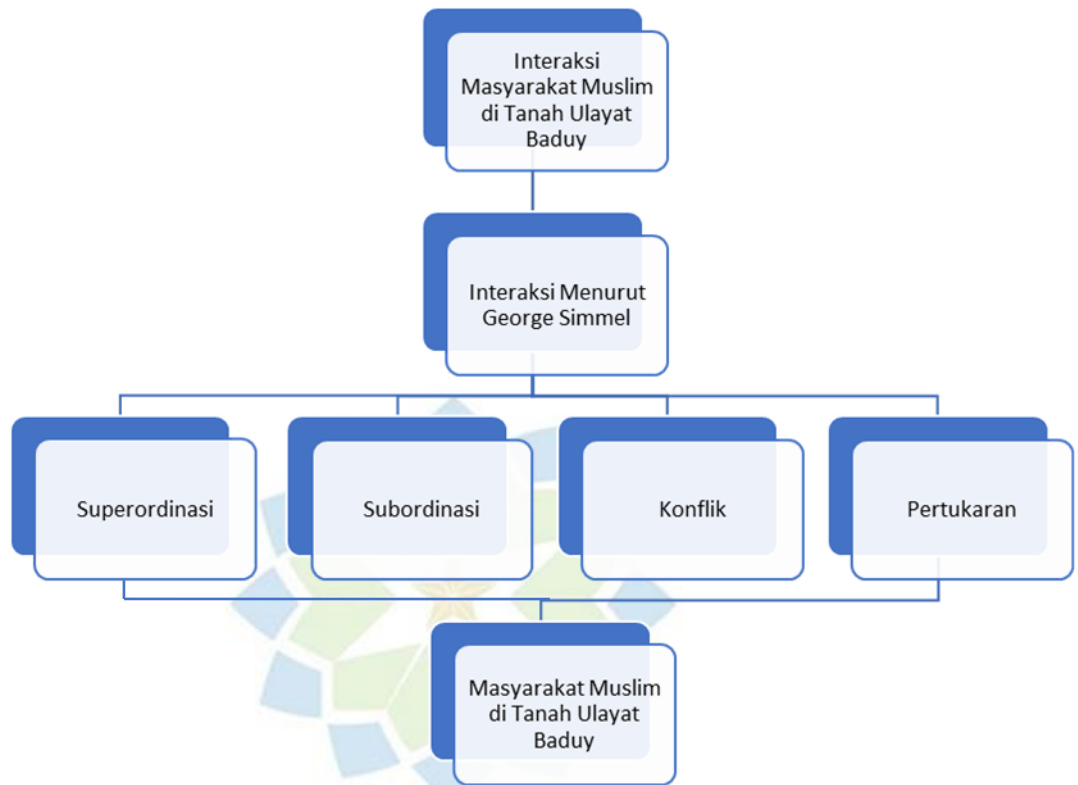 Interaksi
Masyarakat Muslim
di Tanah Ulayat
Baduy
Interaksi Menurut
George Simmel
Superordinasi
Subordinasi
Konflik
Pertukaran
Masyarakat Muslim
di Tanah Ulayat
Baduy